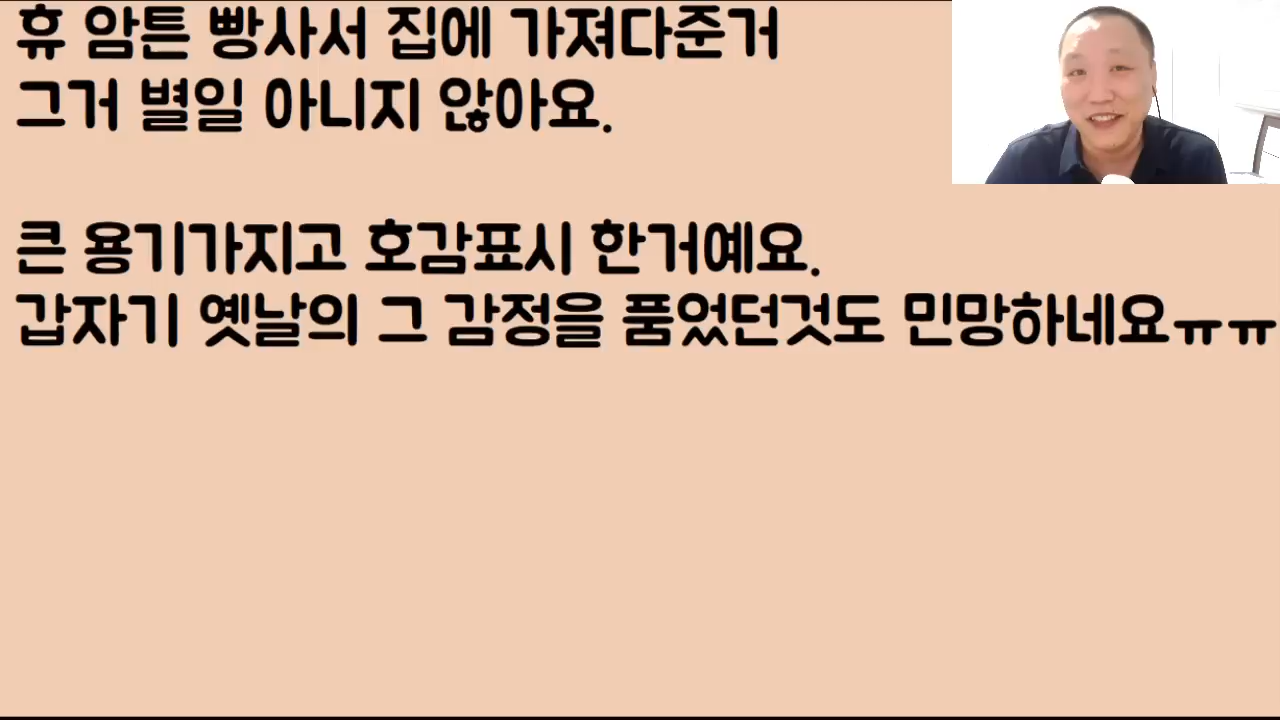 휴 암튼 빵사서 집에 가져다준거
그거 별일 아니지 않아요.
큰 용기가지고 호감표시 한거예요.
갑자기 옛날의 그 감정을 품었던것도 민망하네요ㅠㅠ